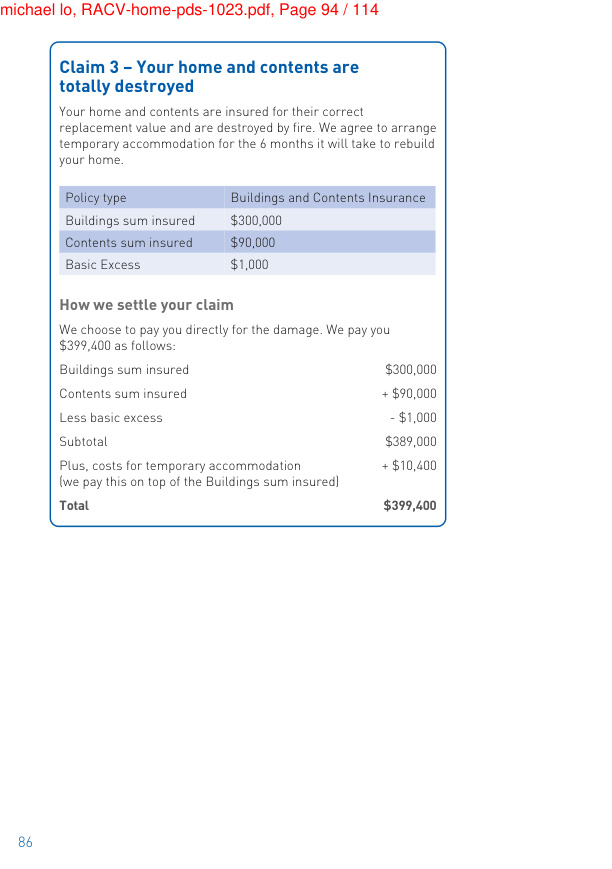 michael lo, RACV-home-pds-1023.pdf, Page 94 / 114
Claim 3 – Your home and contents are
totally destroyed
Your home and contents are insured for their correct
replacement value and are destroyed by fire. We agree to arrange
temporary accommodation for the 6 months it will take to rebuild
your home.
Policy type Buildings and Contents Insurance
Buildings sum insured $300,000
Contents sum insured $90,000
Basic Excess $1,000
How we settle your claim
We choose to pay you directly for the damage. We pay you
$399,400 as follows:
Buildings sum insured $300,000
Contents sum insured + $90,000
Less basic excess - $1,000
Subtotal $389,000
Plus, costs for temporary accommodation + $10,400
(we pay this on top of the Buildings sum insured)
Total $399,400
86